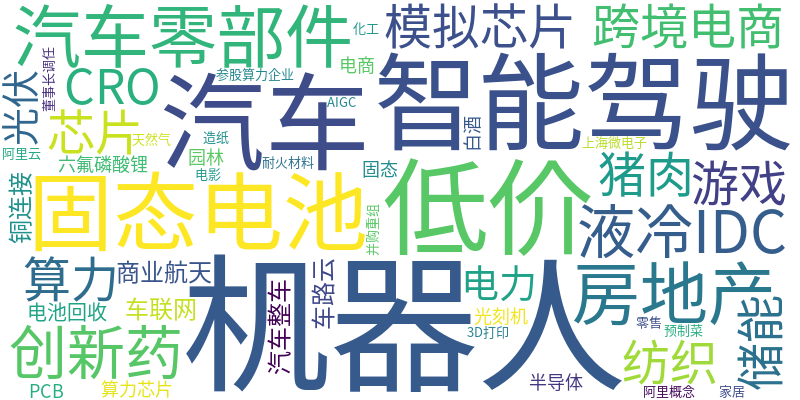 汽车零部件
化工
模拟芯片
跨境电商
董事长调任
参股算力企业
电商
CRO
光伏
汽车
AIGC
智能驾驶
芯片
天然气
造纸
白酒
上海微电子
阿里云
六氟磷酸锂
园林
耐火材料
固态
电影
猪肉
游戏
铜连接
固态电池
低价
并购重组
液冷IDC
算力
商业航天
机器人
车路云
汽车整车
电力
房地产
电池回收
车联网
光刻机
3D打印
零售
预制菜
储能
创新药
纺织
PCB
算力芯片
半导体
阿里概念
家居